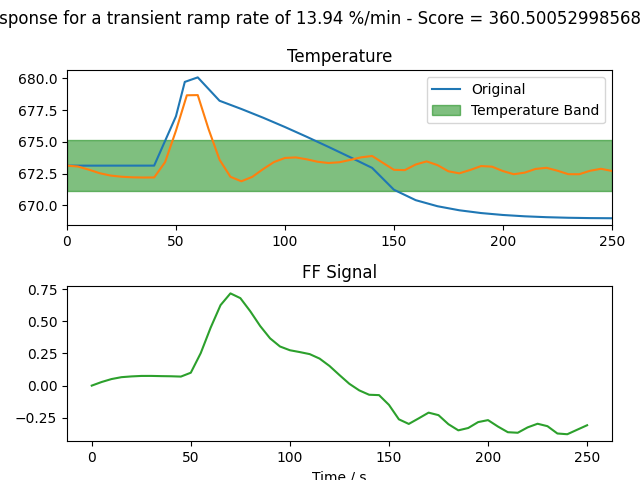 sponse for a transient ramp rate of 13.94 %/min - Score = 360.50052998568
Temperature
680.0
677.5
675.0
672.5
670.0
Original
Temperature Band
0 50 100 150 200 250
FF Signal
0.75
0.50
0.25
0.00
−0.25
0 50 100 150 200 250
Time / s